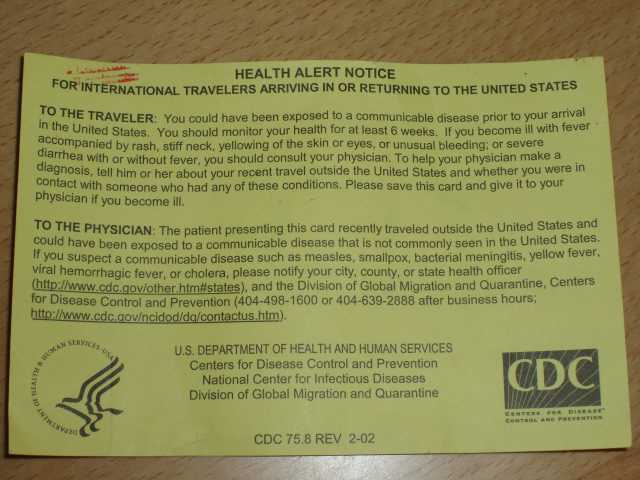 HEALTH ALERT NOTICE
FOR INTERNATIONAL TRAVELERS ARRIVING IN OR RETURNING TO THE UNITED STATES
TO THE TRAVELER: You could have been exposed to a communicable disease prior to your arrival
in the United States. You should monitor your health for at least 6 weeks. If you become ill with fever
accompanied by rash, stiff neck, yellowing of the skin or eyes, or unusual bleeding; or severe
diarrhea with or without fever, you should consult your physician. To help your physician make a
diagnosis, tell him or her about your recent travel outside the United States and whether you were in
contact with someone who had any of these conditions. Please save this card and give it to your
physician if you become ill.
TO THE PHYSICIAN: The patient presenting this card recently traveled outside the United States and
could have been exposed to a communicable disease that is not commonly seen in the United States.
If you suspect a communicable disease such as measles, smallpox, bacterial meningitis, yellow fever,
viral hemorrhagic fever, or cholera, please notify your city, county, or state health officer
(http://www.cdc.gov/other.htm#states), and the Division of Global Migration and Quarantine, Centers
for Disease Control and Prevention (404-498-1600 or 404-639-2888 after business hours;
http://www.cdc.gov/ncidod/dq/contactus.htm).
DEPARTMENT OF HEALTH & HUMAN SERVICES·USA
U.S. DEPARTMENT OF HEALTH AND HUMAN SERVICES
Centers for Disease Control and Prevention
National Center for Infectious Diseases
Division of Global Migration and Quarantine
CDC
CENTERS FOR DISEASE
CONTROL AND PREVENTION
CDC 75.8 REV 2-02